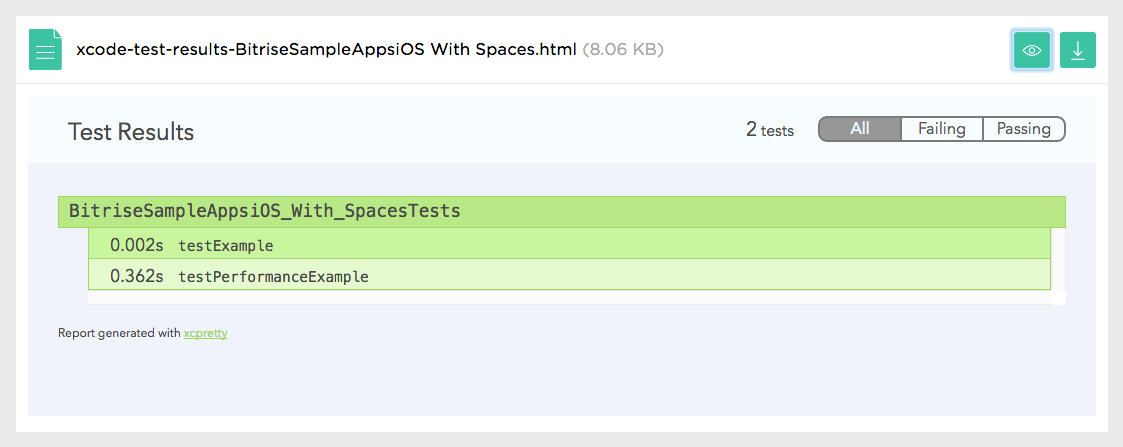 xcode-test-results-BitriseSampleAppsiOS With Spaces.html (8.06 KB)
Test Results 2 tests All Failing Passing
BitriseSampleAppsiOS_With_SpacesTests
0.002s testExample
0.362s testPerformanceExample
Report generated with xcpretty